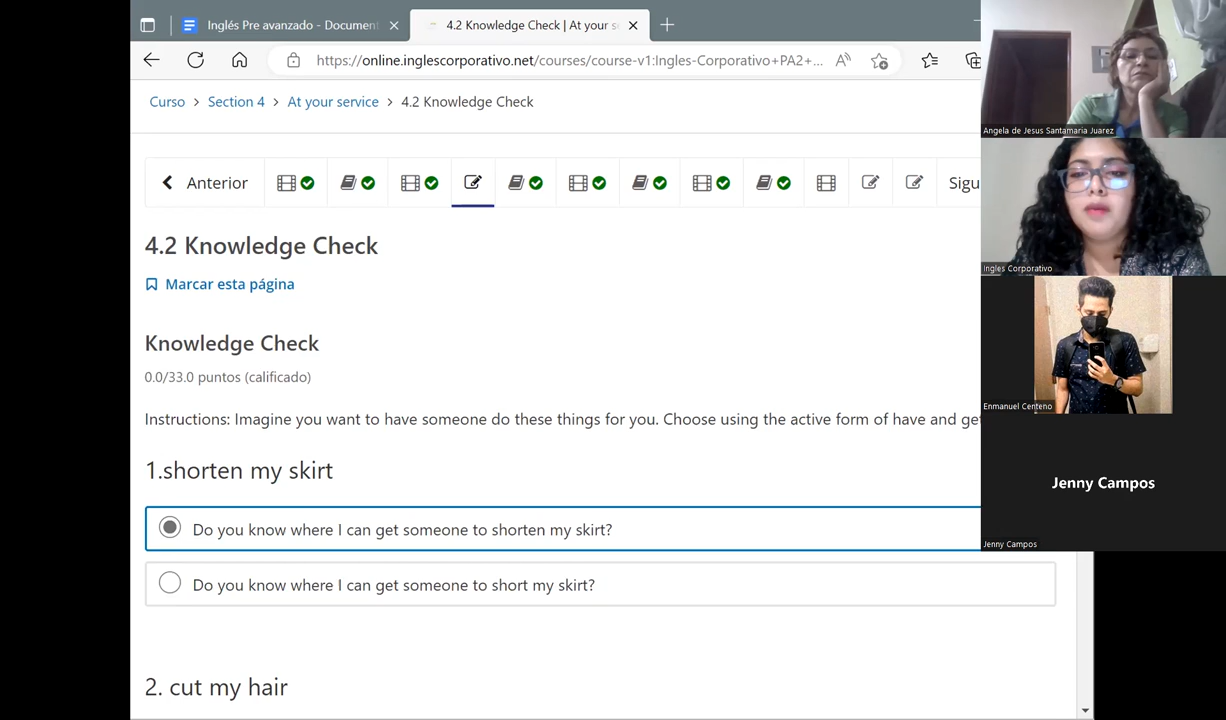 Inglés Pre avanzado - Document
4.2 Knowledge Check | At your se
https://online.inglescorporativo.net/courses/course-v1:Ingles-Corporativo+PA2+...
Curso > Section 4 > At your service > 4.2 Knowledge Check
Anterior
Sigu
4.2 Knowledge Check
Marcar esta página
Knowledge Check
0.0/33.0 puntos (calificado)
Instructions: Imagine you want to have someone do these things for you. Choose using the active form of have and get
1.shorten my skirt
Do you know where I can get someone to shorten my skirt?
Do you know where I can get someone to short my skirt?
2. cut my hair
Angela de Jesus Santamaria Juarez
Ingles Corporativo
Enmanuel Centeno
Jenny Campos
Jenny Campos